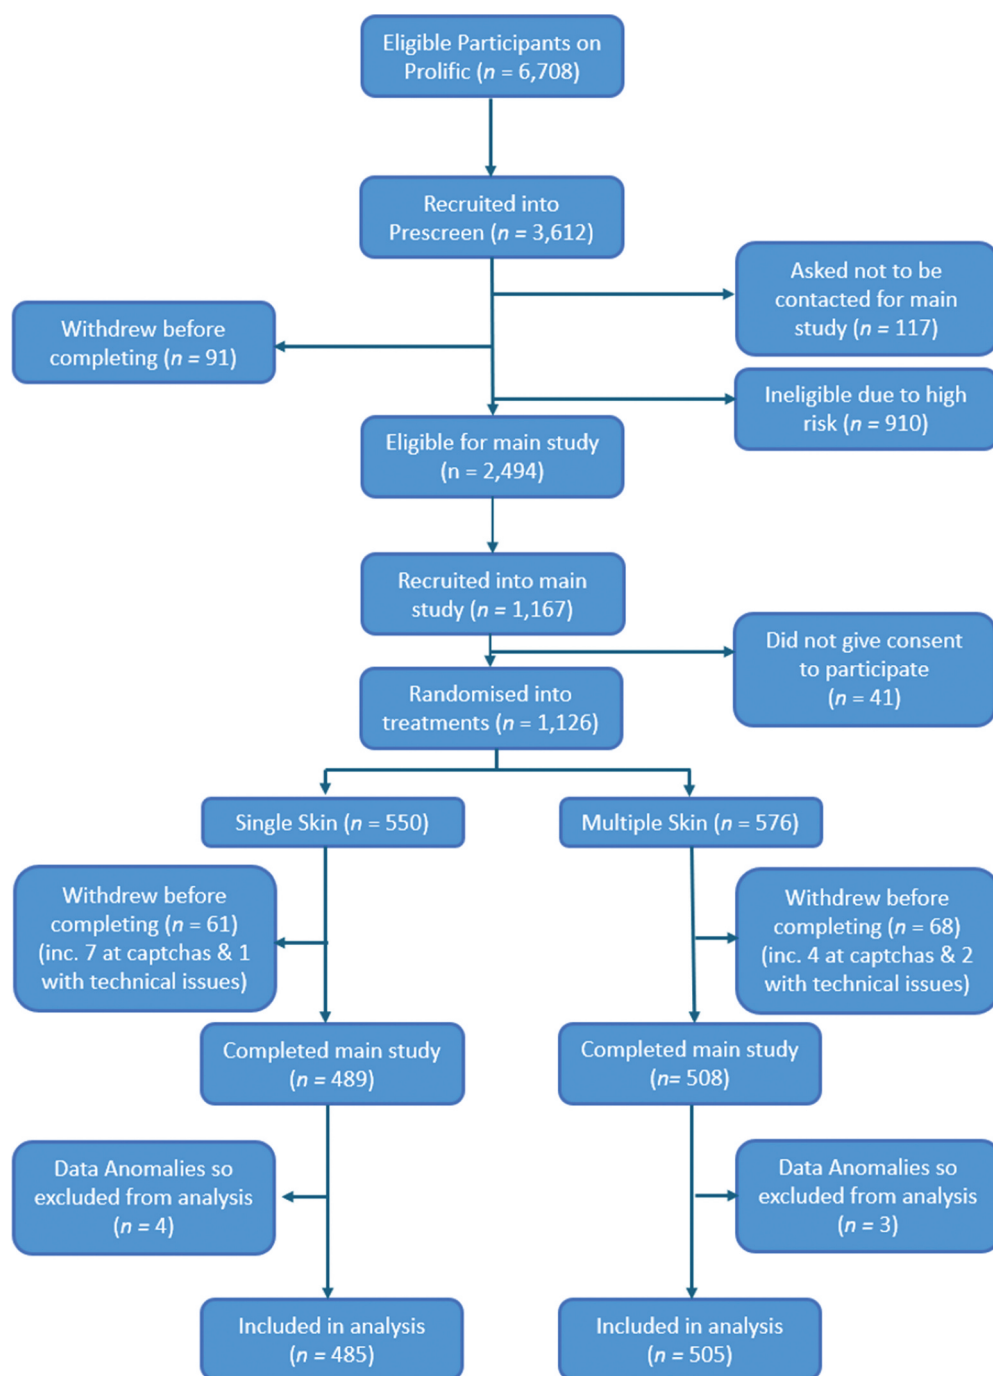 Eligible Participants on
Prolific (n = 6,708)
Recruited into
Prescreen (n = 3,612)
Asked not to be
contacted for main
study (n = 117)
Withdrew before
completing (n = 91)
Ineligible due to high
risk (n = 910)
Eligible for main study
(n = 2,494)
Recruited into main
study (n = 1,167)
Did not give consent
to participate
(n = 41)
Randomised into
treatments (n = 1,126)
Single Skin (n = 550)
Multiple Skin (n = 576)
Withdrew before
completing (n = 61)
(inc. 7 at captchas & 1
with technical issues)
Withdrew before
completing (n = 68)
(inc. 4 at captchas & 2
with technical issues)
Completed main study
(n = 489)
Completed main study
(n= 508)
Data Anomalies so
excluded from analysis
(n = 4)
Data Anomalies so
excluded from analysis
(n = 3)
Included in analysis
(n = 485)
Included in analysis
(n = 505)